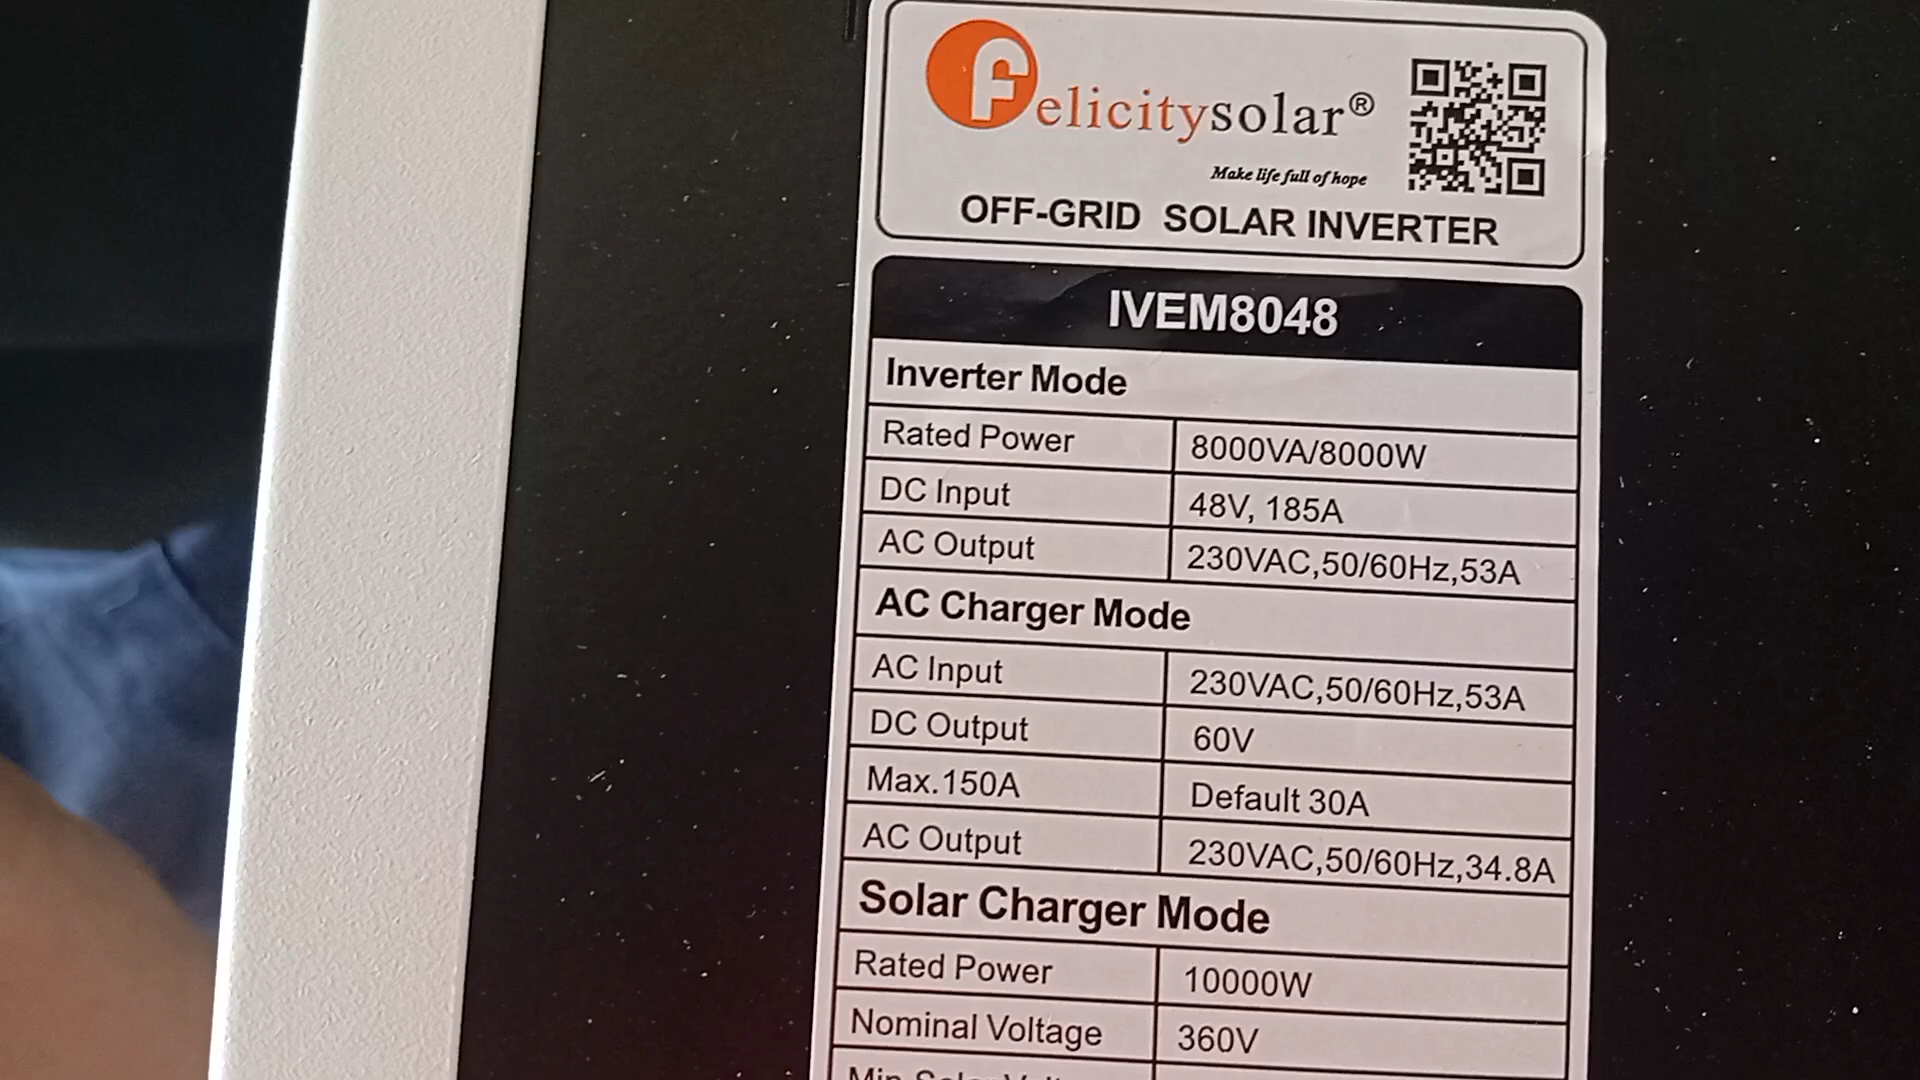 felicitysolar®
Make life full of hope
OFF-GRID SOLAR INVERTER
IVEM8048
Inverter Mode
Rated Power 8000VA/8000W
DC Input 48V, 185A
AC Output 230VAC,50/60Hz,53A
AC Charger Mode
AC Input 230VAC,50/60Hz,53A
DC Output 60V
Max.150A Default 30A
AC Output 230VAC,50/60Hz,34.8A
Solar Charger Mode
Rated Power 10000W
Nominal Voltage 360V